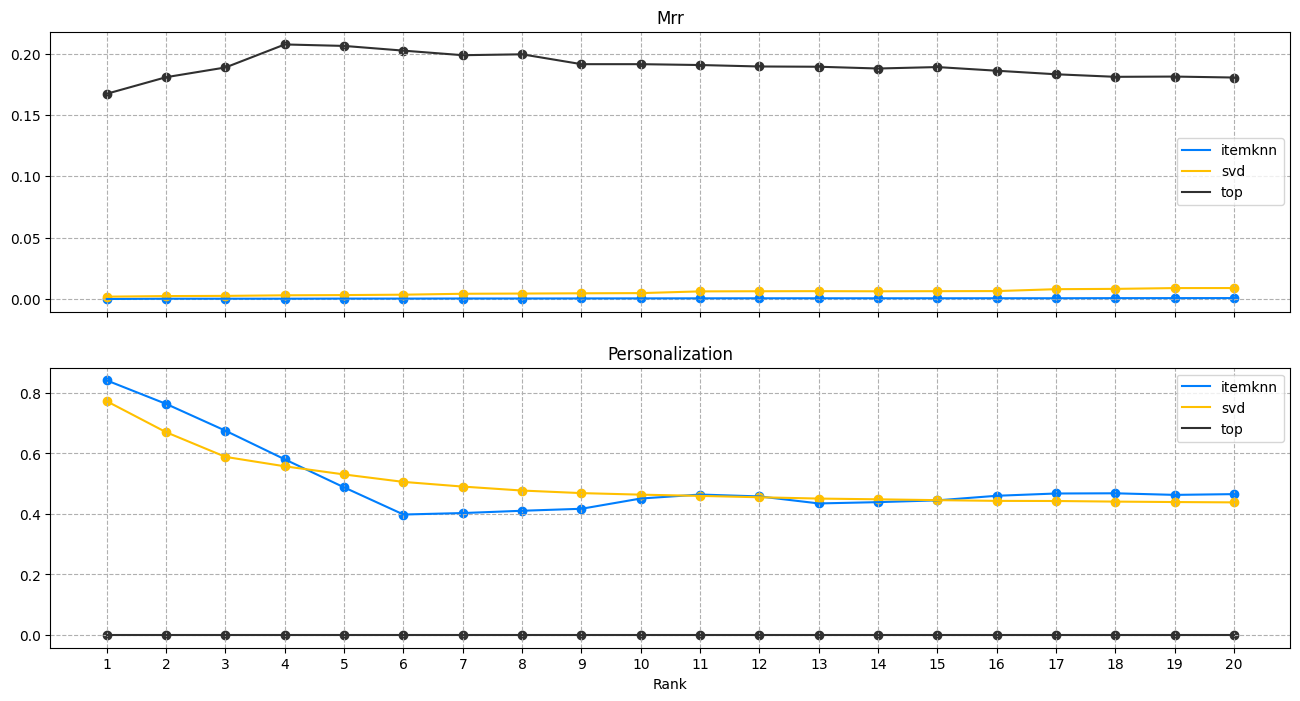 Mrr
0.20
0.15
0.10
0.05
0.00
itemknn
svd
top
Personalization
0.8
0.6
0.4
0.2
0.0
itemknn
svd
top
1 2 3 4 5 6 7 8 9 10 11 12 13 14 15 16 17 18 19 20
Rank